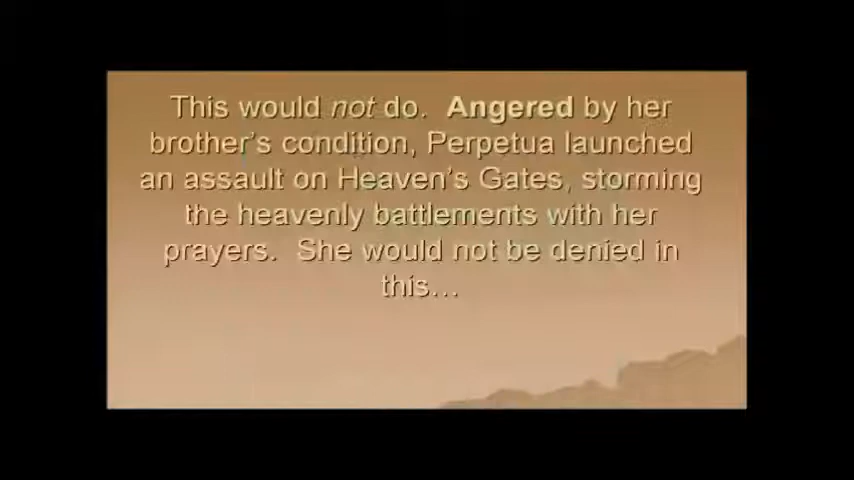 This would not do.  Angered by her
brother's condition, Perpetua launched
an assault on Heaven's Gates, storming
the heavenly battlements with her
prayers.  She would not be denied in
this...